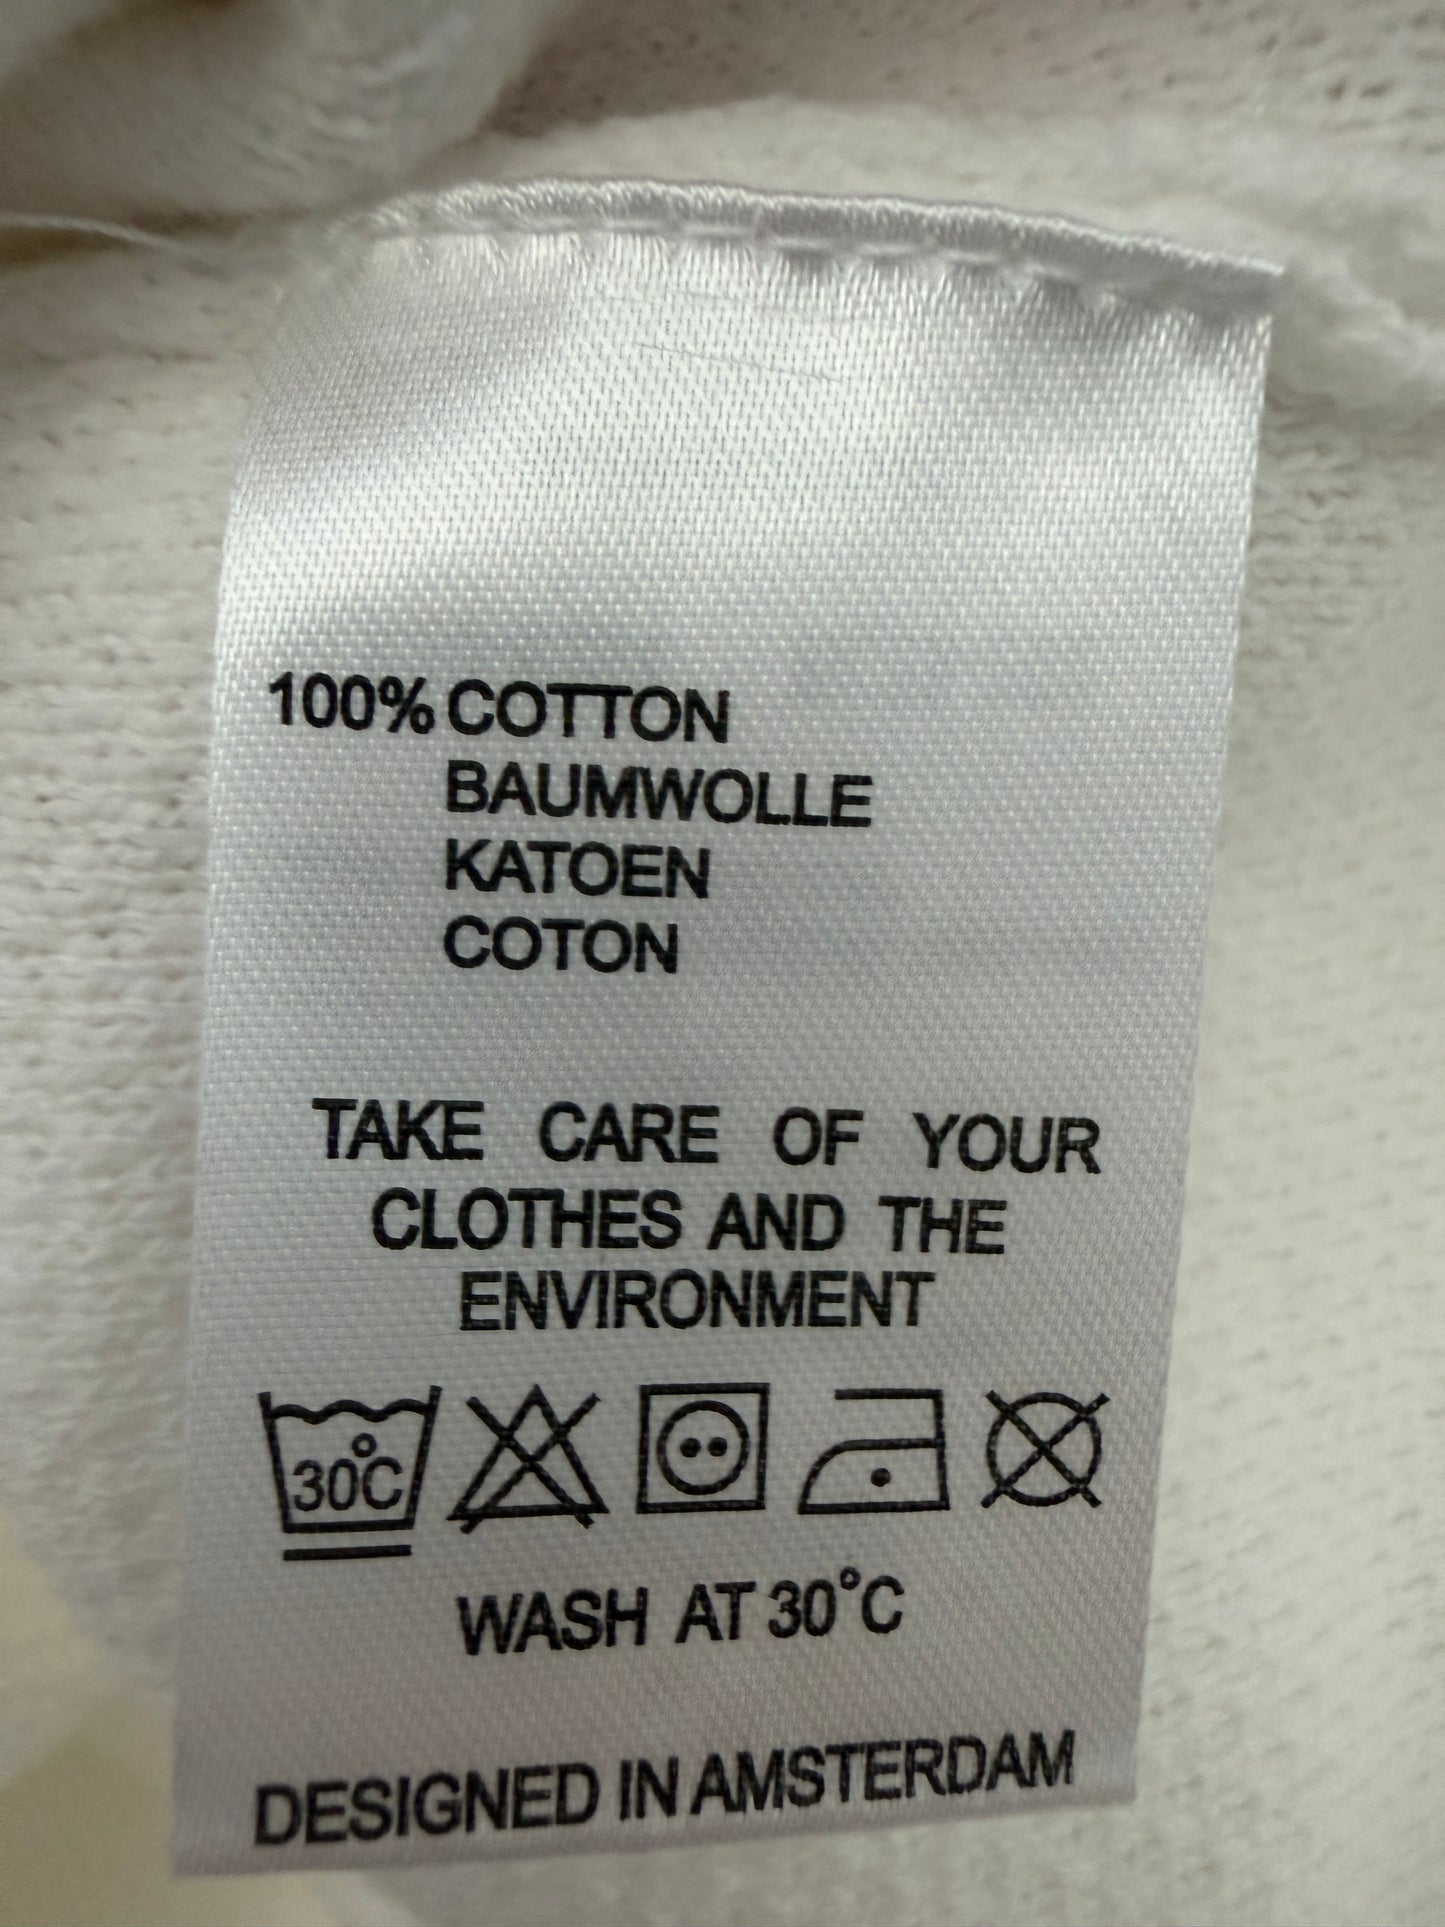 100% COTTON
BAUMWOLLE
KATOEN
COTON
TAKE CARE OF YOUR
CLOTHES AND THE
ENVIRONMENT
30°C
WASH AT 30°C
DESIGNED IN AMSTERDAM